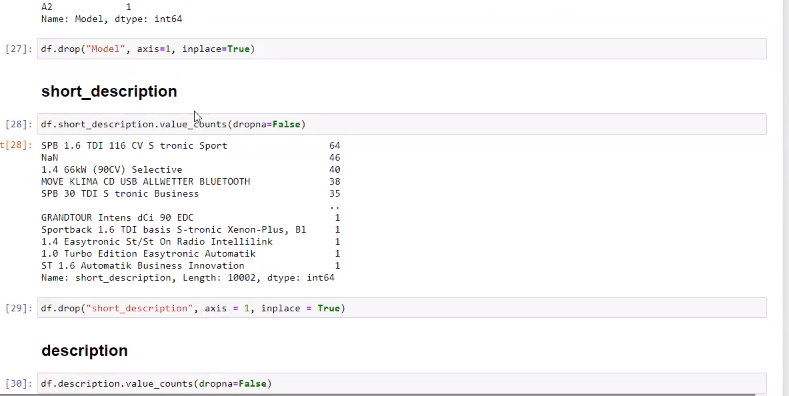 A2 1
Name: Model, dtype: int64
[27]: df.drop("Model", axis=1, inplace=True)
short_description
[28]: df.short_description.value_counts(dropna=False)
t[28]: SPB 1.6 TDI 116 CV S tronic Sport 64
NaN 46
1.4 66kW (90CV) Selective 40
MOVE KLIMA CD USB ALLWETTER BLUETOOTH 38
SPB 30 TDI S tronic Business 35
..
GRANDTOUR Intens dCi 90 EDC 1
Sportback 1.6 TDI basis S-tronic Xenon-Plus, Bl 1
1.4 Easytronic St/St On Radio Intellilink 1
1.0 Turbo Edition Easytronic Automatik 1
ST 1.6 Automatik Business Innovation 1
Name: short_description, Length: 10002, dtype: int64
[29]: df.drop("short_description", axis = 1, inplace = True)
description
[30]: df.description.value_counts(dropna=False)